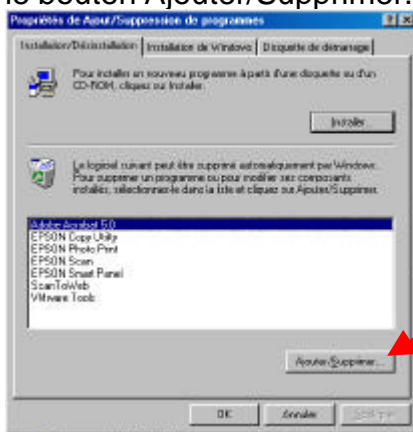 le bouton Ajouter/Supprimer.
Propriétés de Ajout/Suppression de programmes
Installation/Désinstallation
Installation de Windows
Disquette de démarrage
Pour installer un nouveau programme à partir d'une disquette ou d'un
CD-ROM, cliquez sur Installer.
Installer...
Le logiciel suivant peut être supprimé automatiquement par Windows.
Pour supprimer un programme ou pour modifier ses composants
installés, sélectionnez-le dans la liste et cliquez sur Ajouter/Supprimer.
Adobe Acrobat 5.0
EPSON Copy Utility
EPSON Photo Print
EPSON Scan
EPSON Smart Panel
ScanToWeb
VMware Tools
Ajouter/Supprimer...
OK
Annuler